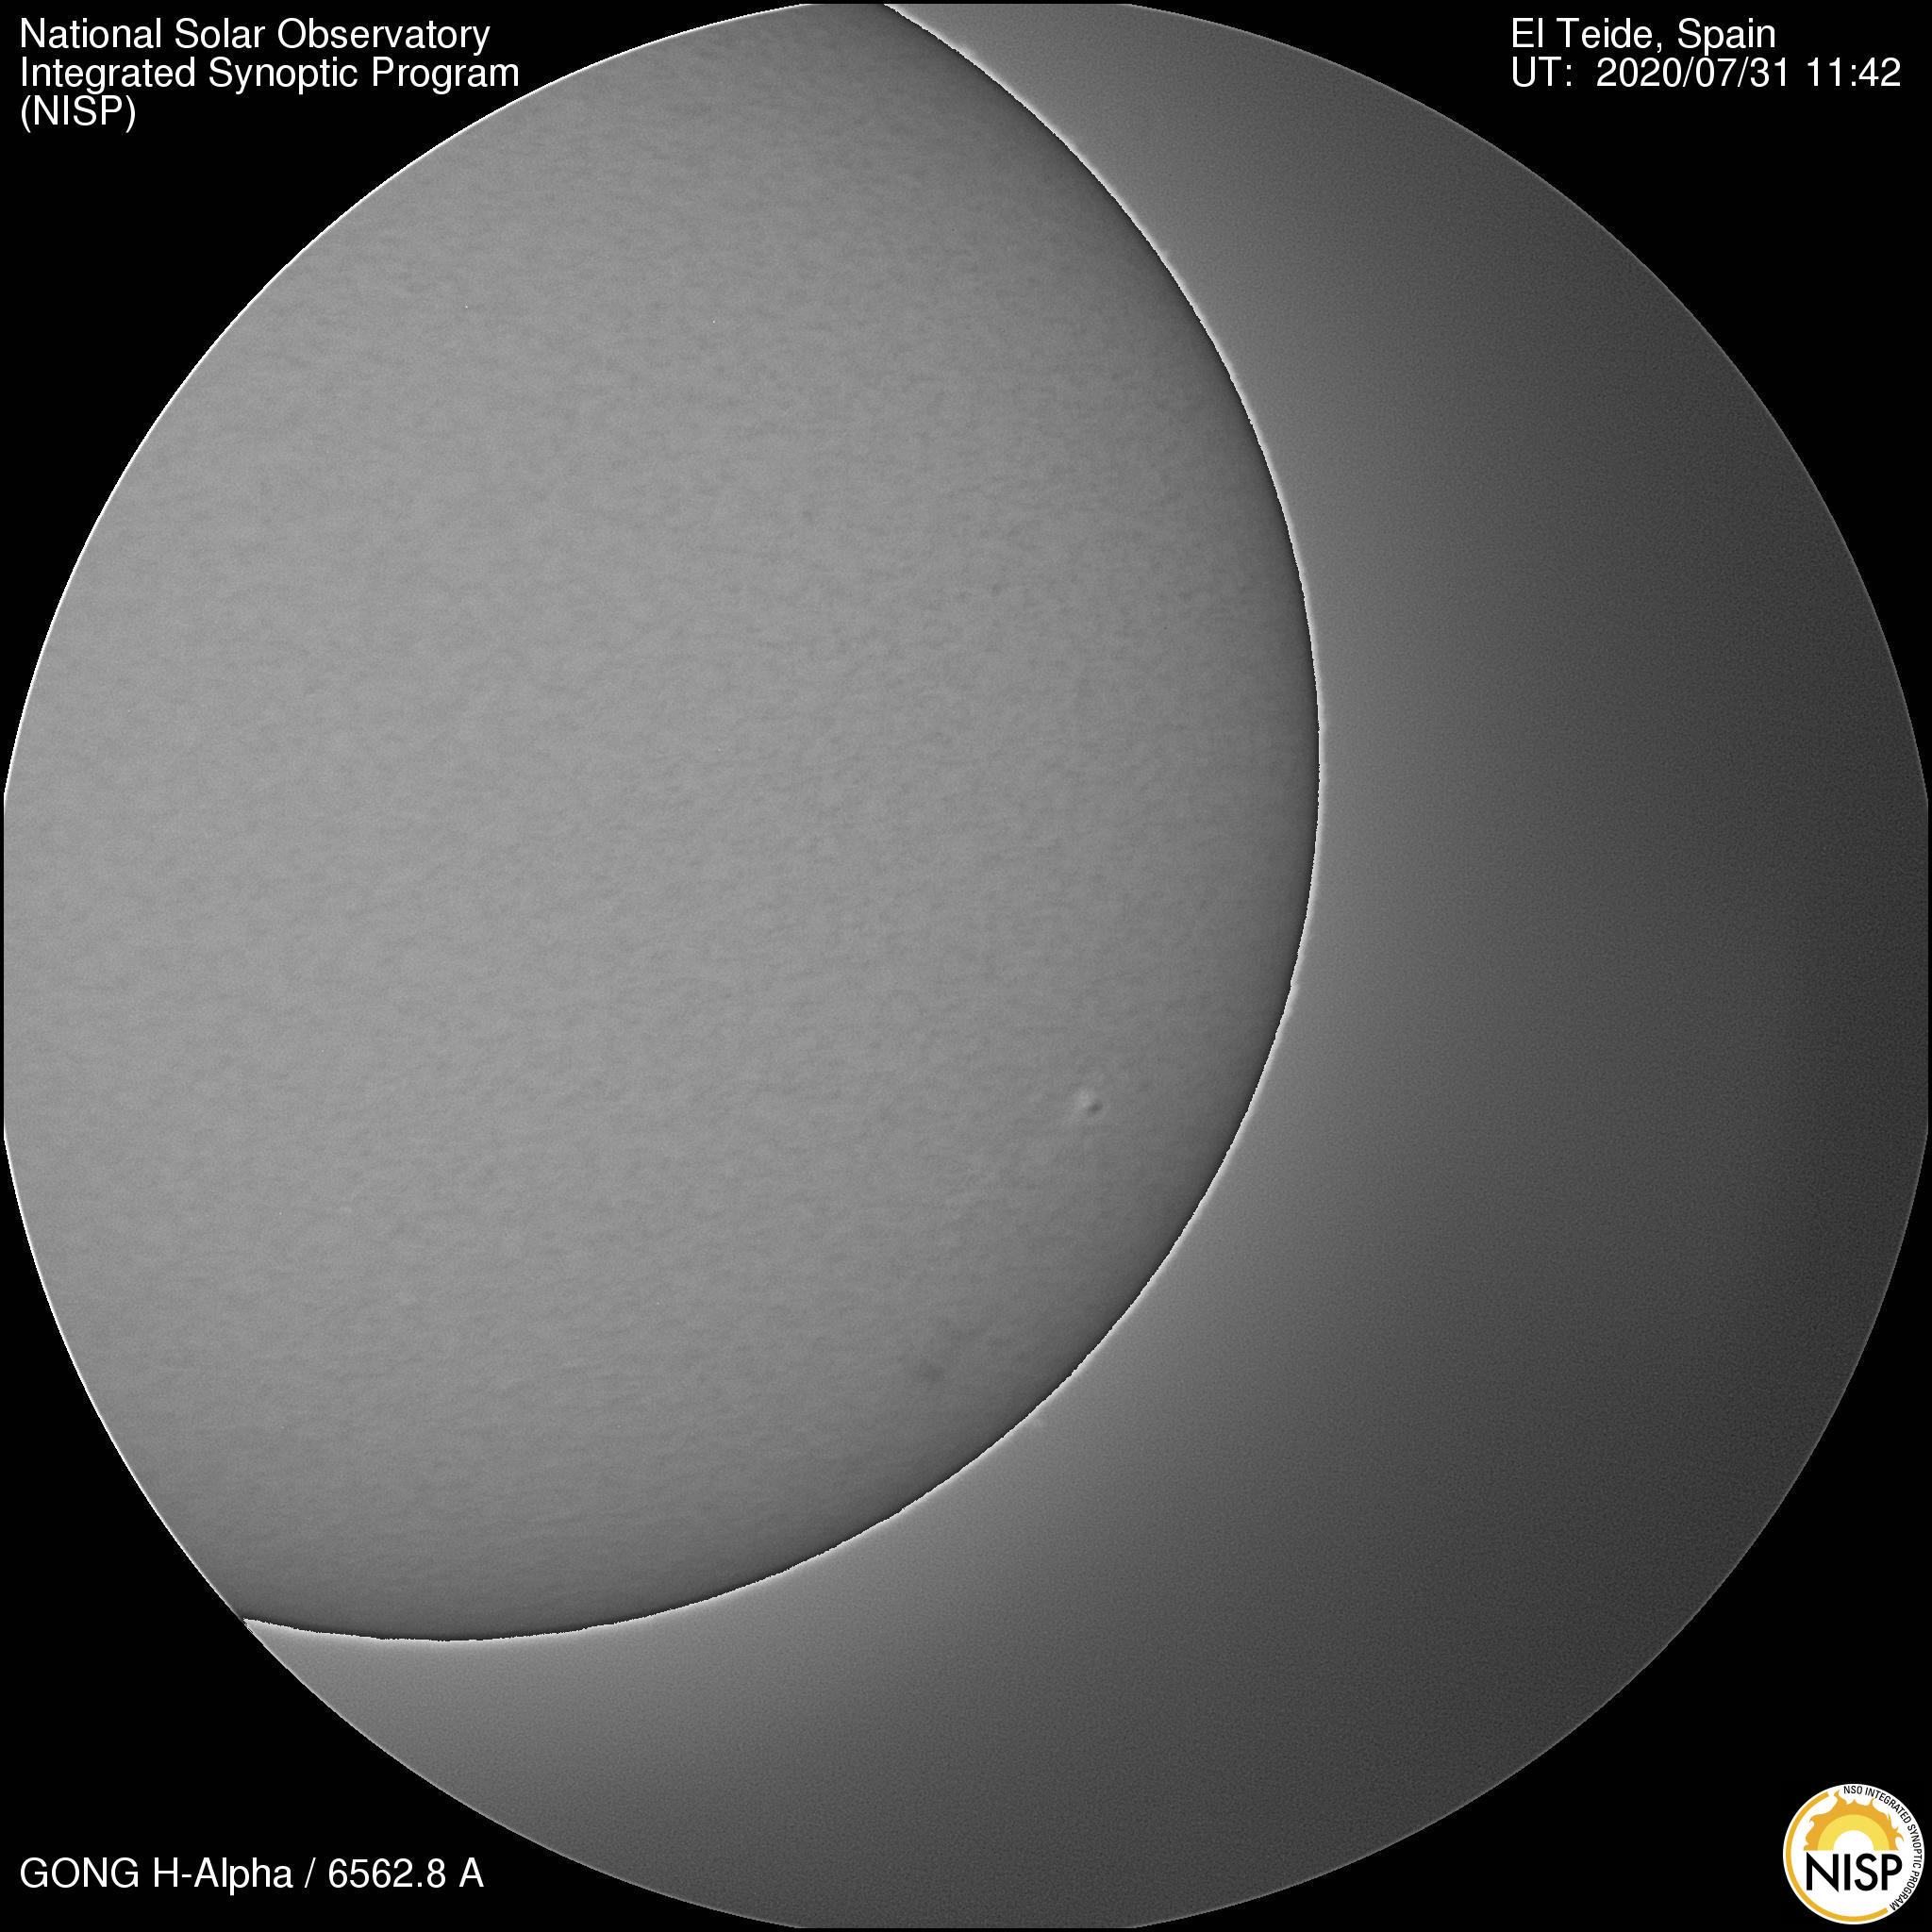 National Solar Observatory
Integrated Synoptic Program
(NISP)
El Teide, Spain
UT: 2020/07/31 11:42
GONG H-Alpha / 6562.8 A
NSO INTEGRATED SYNOPTIC PROGRAM
NISP